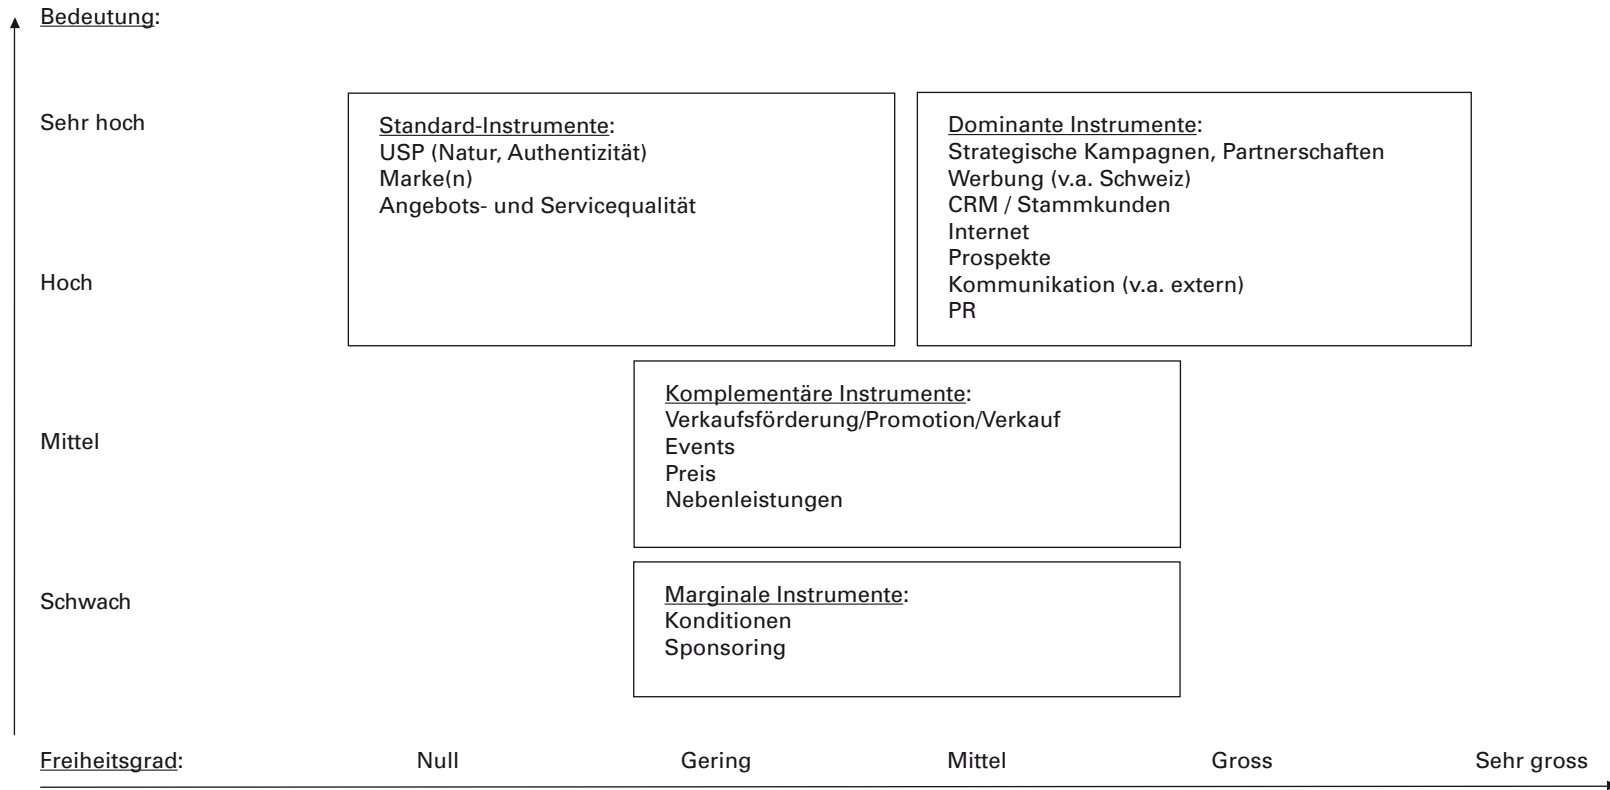 Bedeutung:
Sehr hoch
Standard-Instrumente:
USP (Natur, Authentizität)
Marke(n)
Angebots- und Servicequalität
Dominante Instrumente:
Strategische Kampagnen, Partnerschaften
Werbung (v.a. Schweiz)
CRM / Stammkunden
Internet
Prospekte
Kommunikation (v.a. extern)
PR
Hoch
Komplementäre Instrumente:
Verkaufsförderung/Promotion/Verkauf
Events
Preis
Nebenleistungen
Mittel
Marginale Instrumente:
Konditionen
Sponsoring
Schwach
Freiheitsgrad: Null Gering Mittel Gross Sehr gross